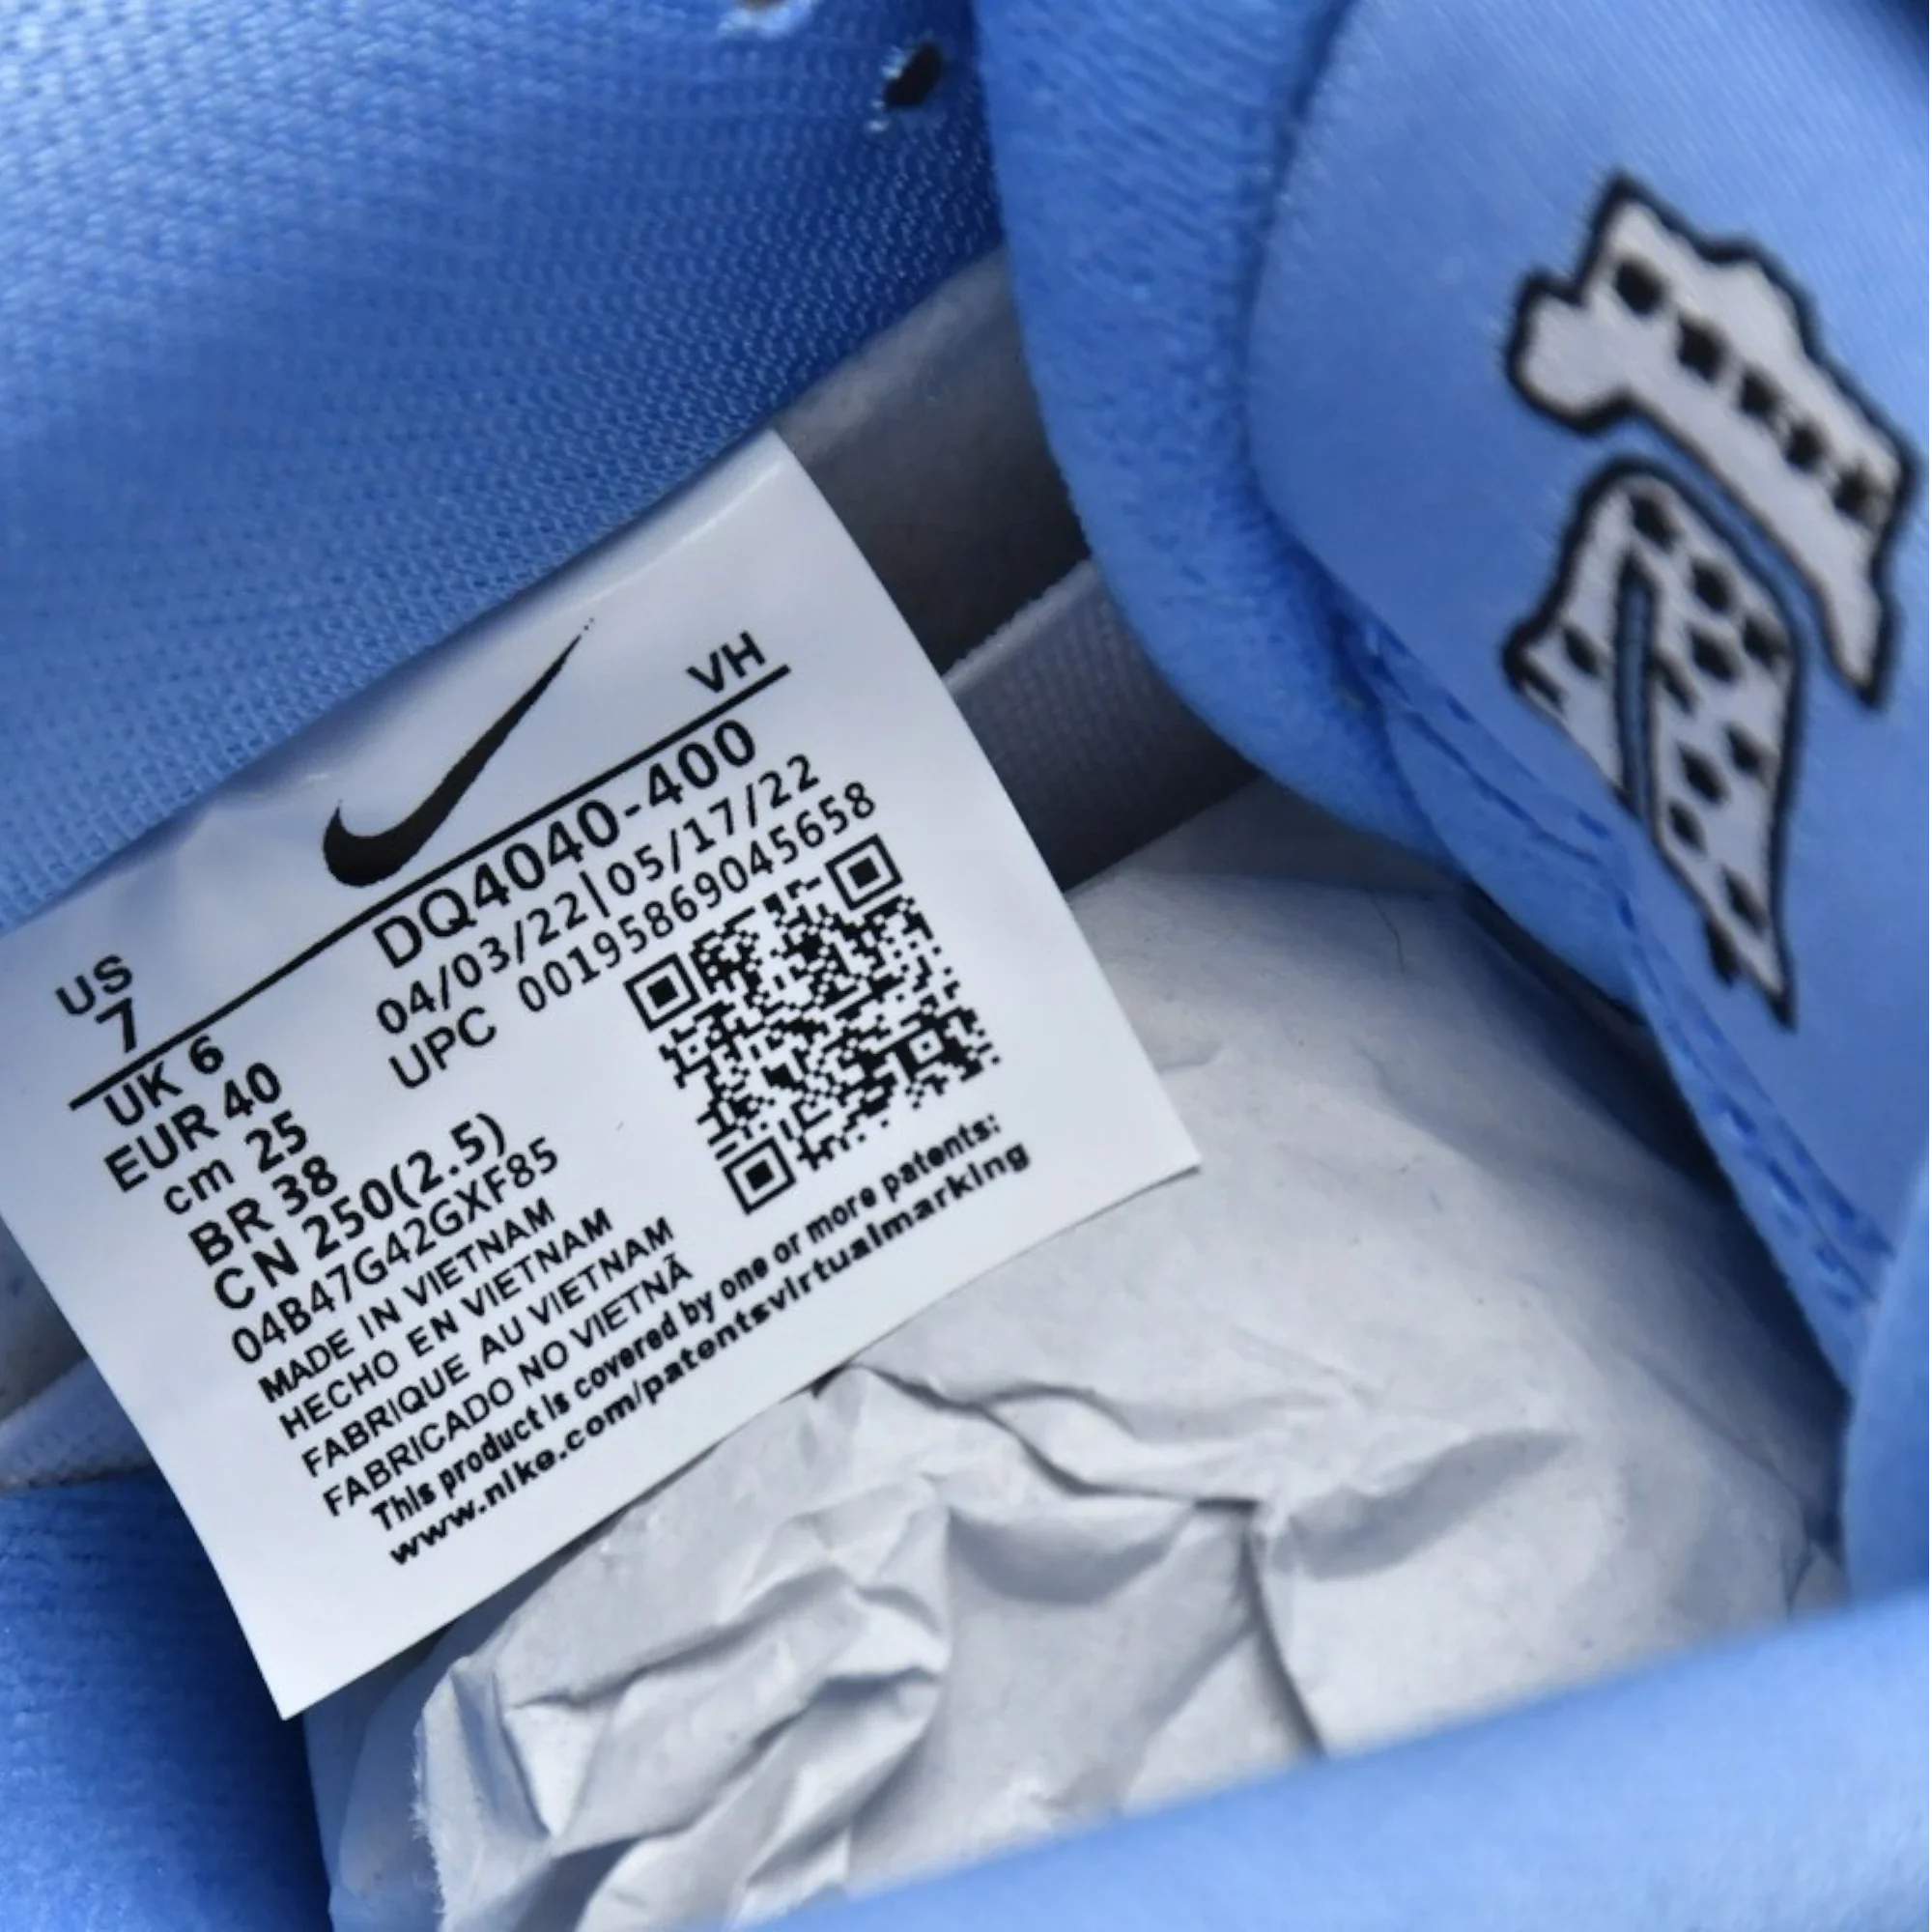 VH
DQ4040-400
04/03/22|05/17/22
UPC 00195869045658
US
7
UK 6
EUR 40
cm 25
BR 38
CN 250(2.5)
04B47G42GXF85
MADE IN VIETNAM
HECHO EN VIETNAM
FABRIQUE AU VIETNAM
FABRICADO NO VIETNÃ
This product is covered by one or more patents:
www.nike.com/patentsvirtualmarking